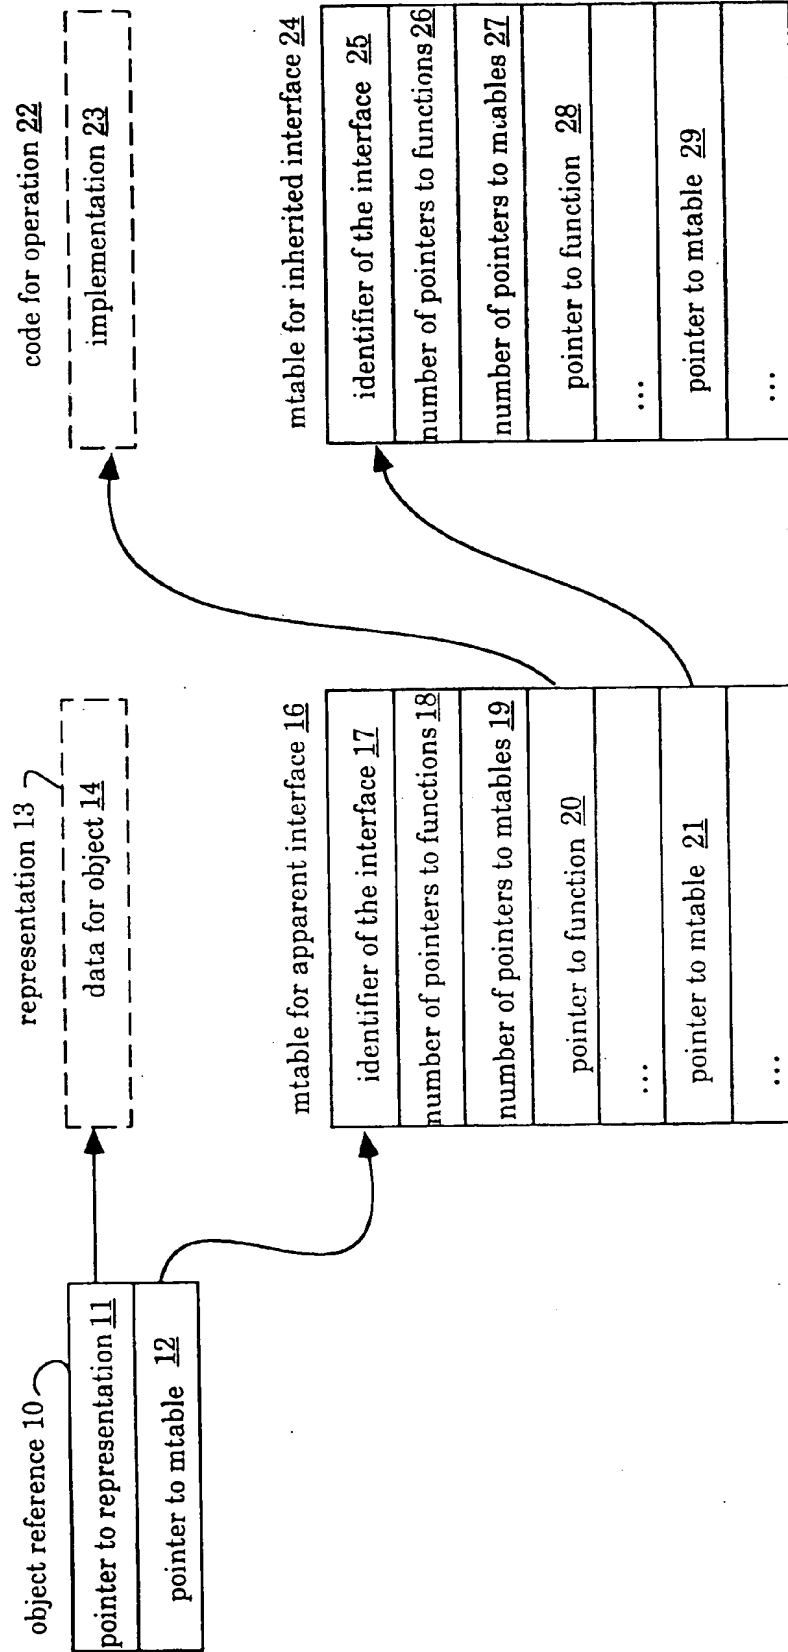 object reference 10
pointer to representation 11
pointer to mtable 12
representation 13
data for object 14
mtable for apparent interface 16
identifier of the interface 17
number of pointers to functions 18
number of pointers to mtables 19
pointer to function 20
...
pointer to mtable 21
...
code for operation 22
implementation 23
mtable for inherited interface 24
identifier of the interface 25
number of pointers to functions 26
number of pointers to mtables 27
pointer to function 28
...
pointer to mtable 29
...